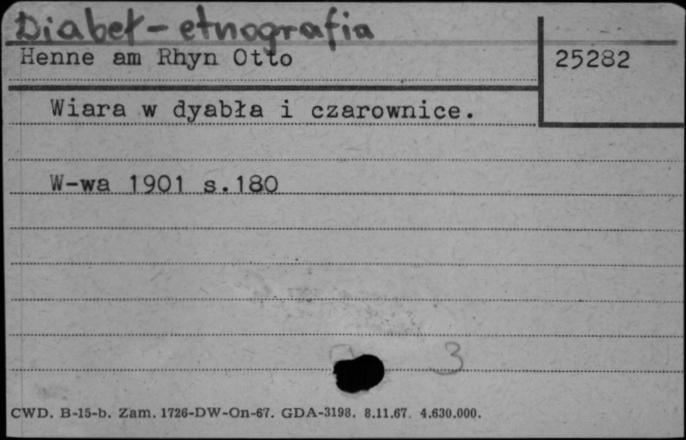 Diabeł - etnografia
Henne am Rhyn Otto
25282
Wiara w dyabła i czarownice.
W-wa 1901 s.180
3
CWD. B-15-b. Zam. 1726-DW-On-67. GDA-3198. 8.11.67. 4.630.000.